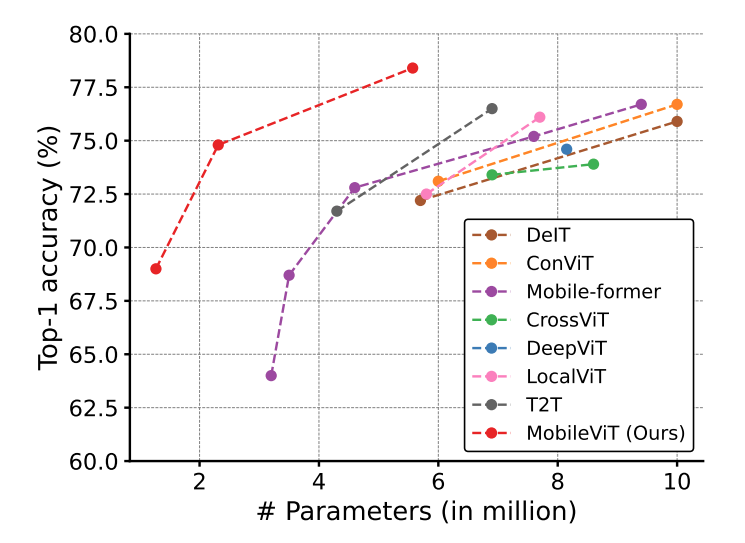 80.0
77.5
75.0
72.5
70.0
67.5
65.0
62.5
60.0
Top-1 accuracy (%)
DeIT
ConViT
Mobile-former
CrossViT
DeepViT
LocalViT
T2T
MobileViT (Ours)
2 4 6 8 10
# Parameters (in million)